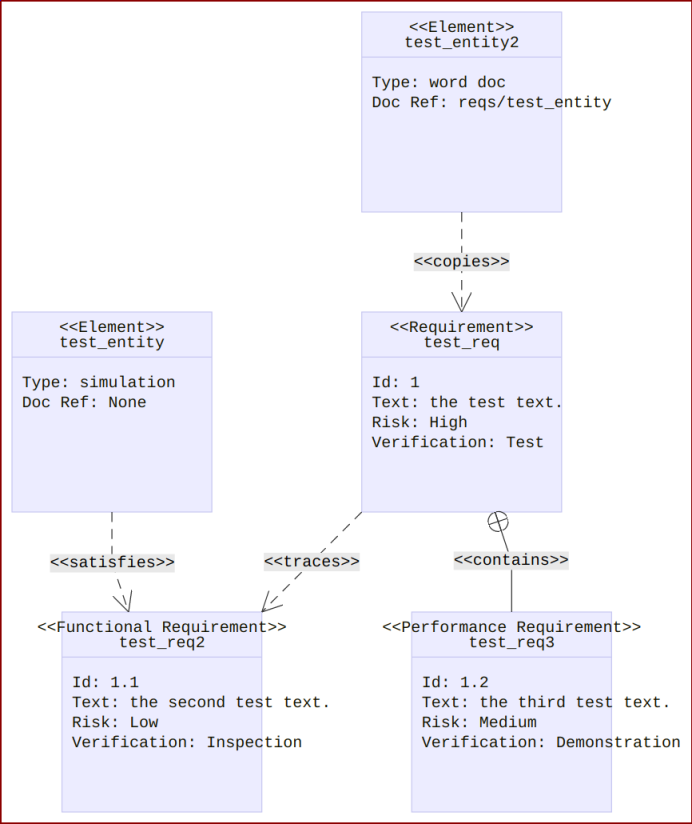 <<Element>>
test_entity2
Type: word doc
Doc Ref: reqs/test_entity
<<copies>>
<<Element>>
test_entity
Type: simulation
Doc Ref: None
<<Requirement>>
test_req
Id: 1
Text: the test text.
Risk: High
Verification: Test
<<satisfies>>
<<traces>>
<<contains>>
<<Functional Requirement>>
test_req2
Id: 1.1
Text: the second test text.
Risk: Low
Verification: Inspection
<<Performance Requirement>>
test_req3
Id: 1.2
Text: the third test text.
Risk: Medium
Verification: Demonstration